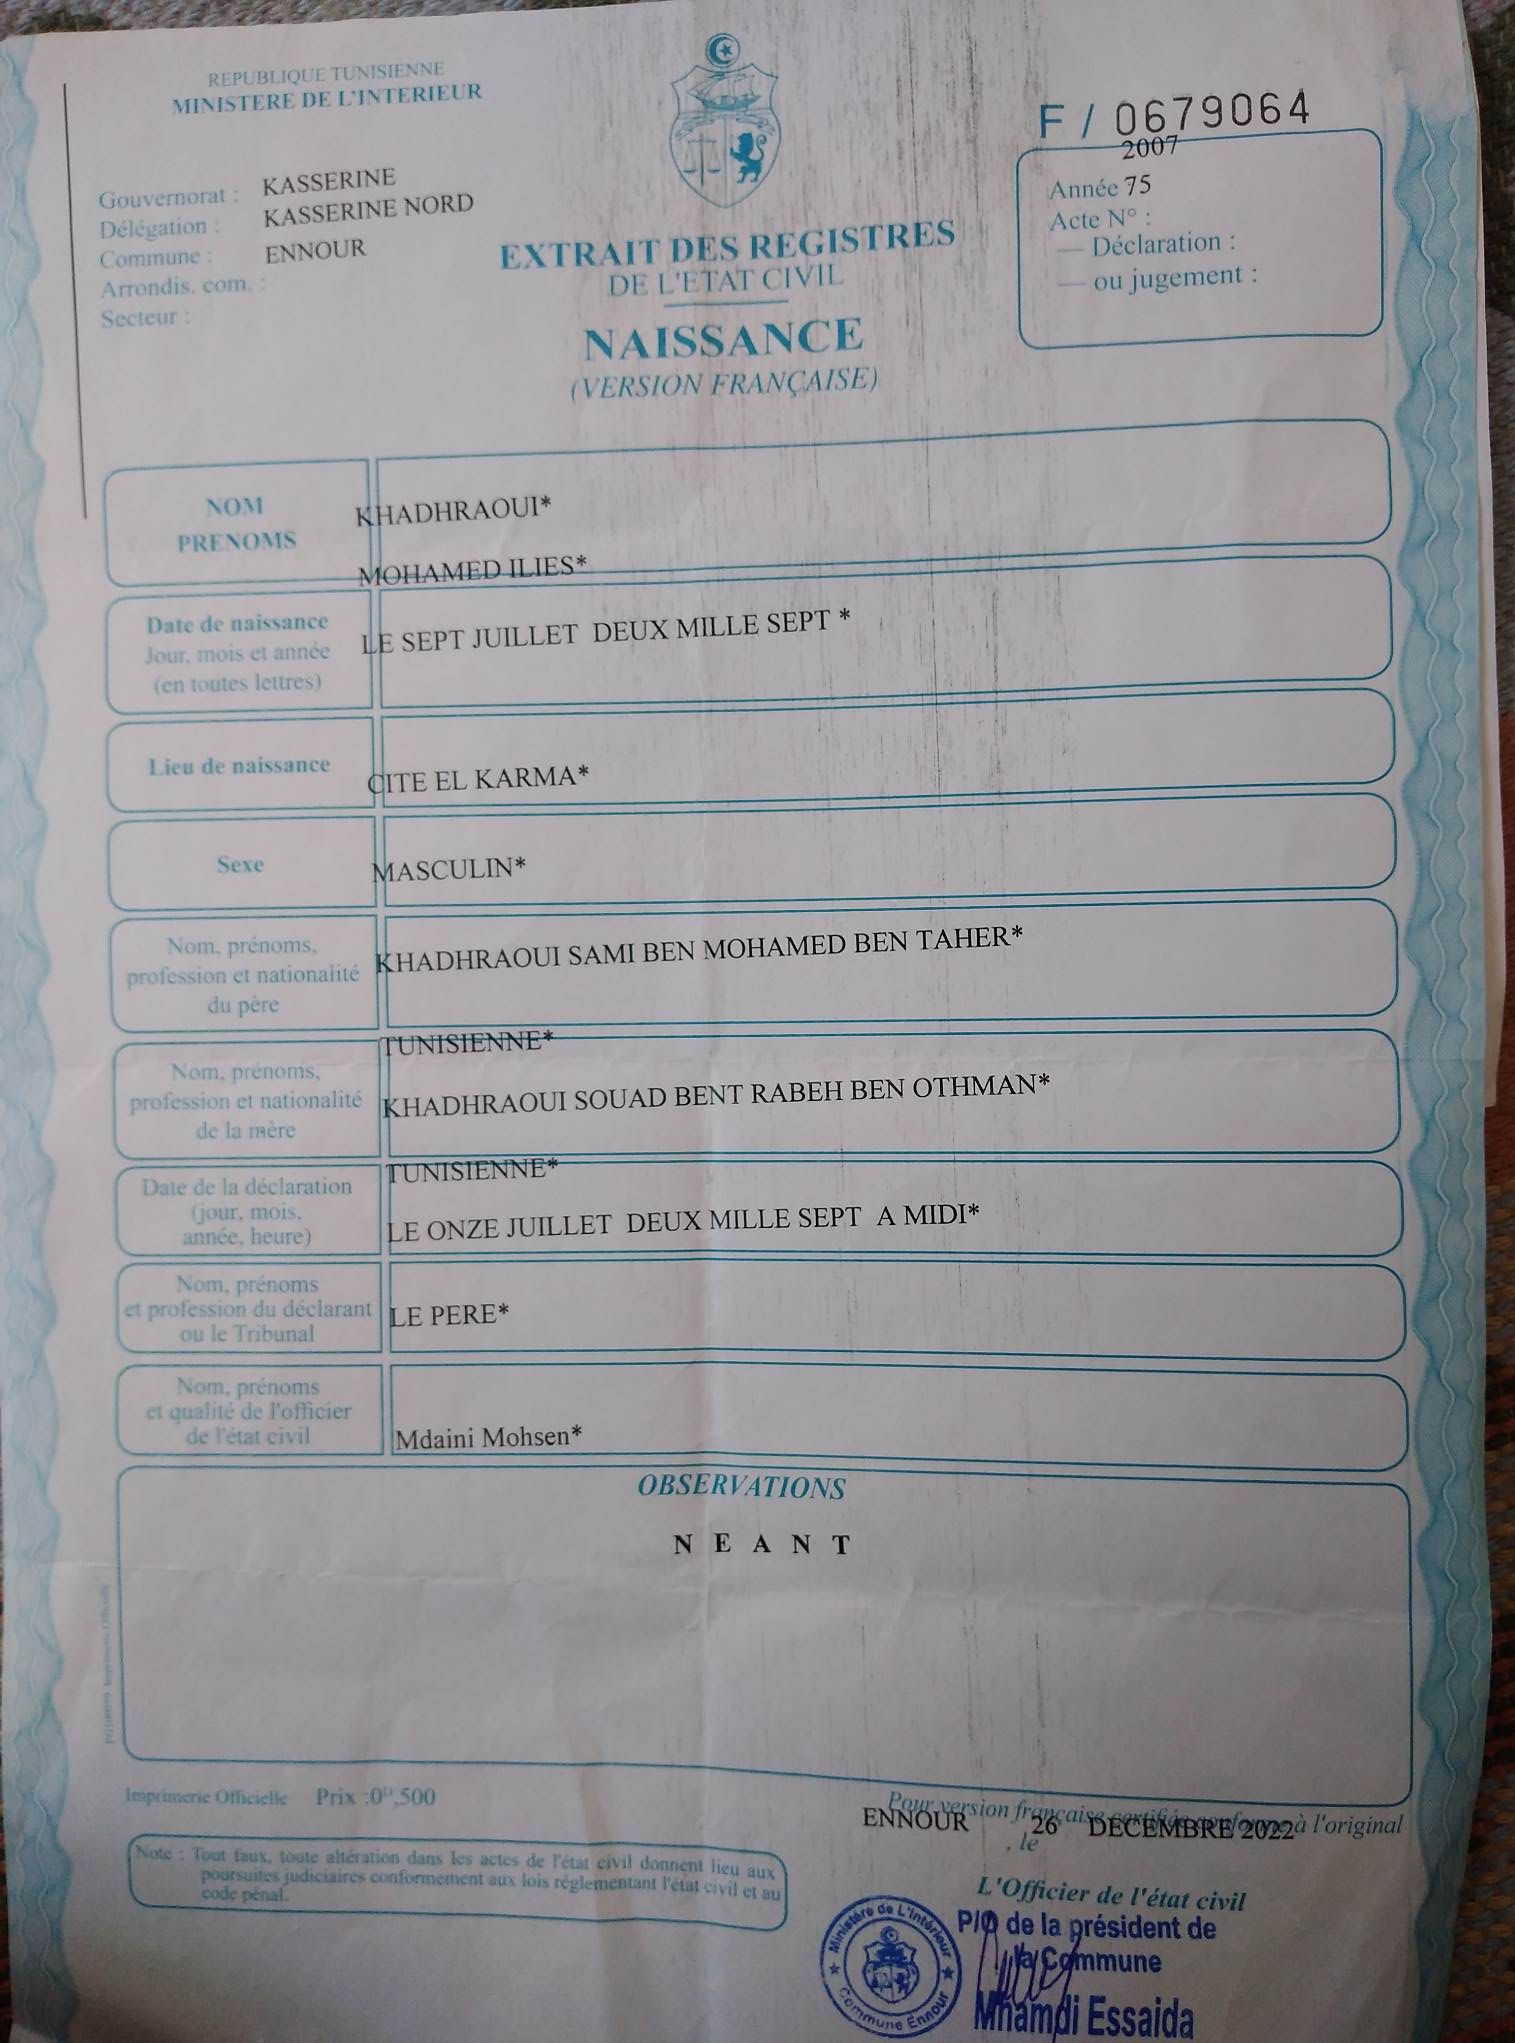 REPUBLIQUE TUNISIENNE
MINISTERE DE L'INTERIEUR
F / 0679064
2007
Année 75
Acte N° :
— Déclaration :
— ou jugement :
Gouvernorat : KASSERINE
Délégation : KASSERINE NORD
Commune : ENNOUR
Arrondis. com. :
Secteur :
EXTRAIT DES REGISTRES
DE L'ETAT CIVIL
NAISSANCE
(VERSION FRANÇAISE)
NOM
PRENOMS
KHADHRAOUI*
MOHAMED ILIES*
Date de naissance
Jour, mois et année
(en toutes lettres)
LE SEPT JUILLET DEUX MILLE SEPT *
Lieu de naissance
CITE EL KARMA*
Sexe
MASCULIN*
Nom, prénoms,
profession et nationalité
du père
KHADHRAOUI SAMI BEN MOHAMED BEN TAHER*
TUNISIENNE*
Nom, prénoms,
profession et nationalité
de la mère
KHADHRAOUI SOUAD BENT RABEH BEN OTHMAN*
TUNISIENNE*
Date de la déclaration
(jour, mois,
année, heure)
LE ONZE JUILLET DEUX MILLE SEPT A MIDI*
Nom, prénoms
et profession du déclarant
ou le Tribunal
LE PERE*
Nom, prénoms
et qualité de l'officier
de l'état civil
Mdaini Mohsen*
OBSERVATIONS
N E A N T
Imprimerie Officielle Prix :0ᴰ,500
Pour version française certifiée conforme à l'original
ENNOUR , le 26 DECEMBRE 2022
Note : Tout faux, toute altération dans les actes de l'état civil donnent lieu aux
poursuites judiciaires conformement aux lois réglementant l'état civil et au
code pénal.
L'Officier de l'état civil
P/O de la président de
la Commune
Mhamdi Essaida
Ministère de L'Intérieur
Commune Ennour